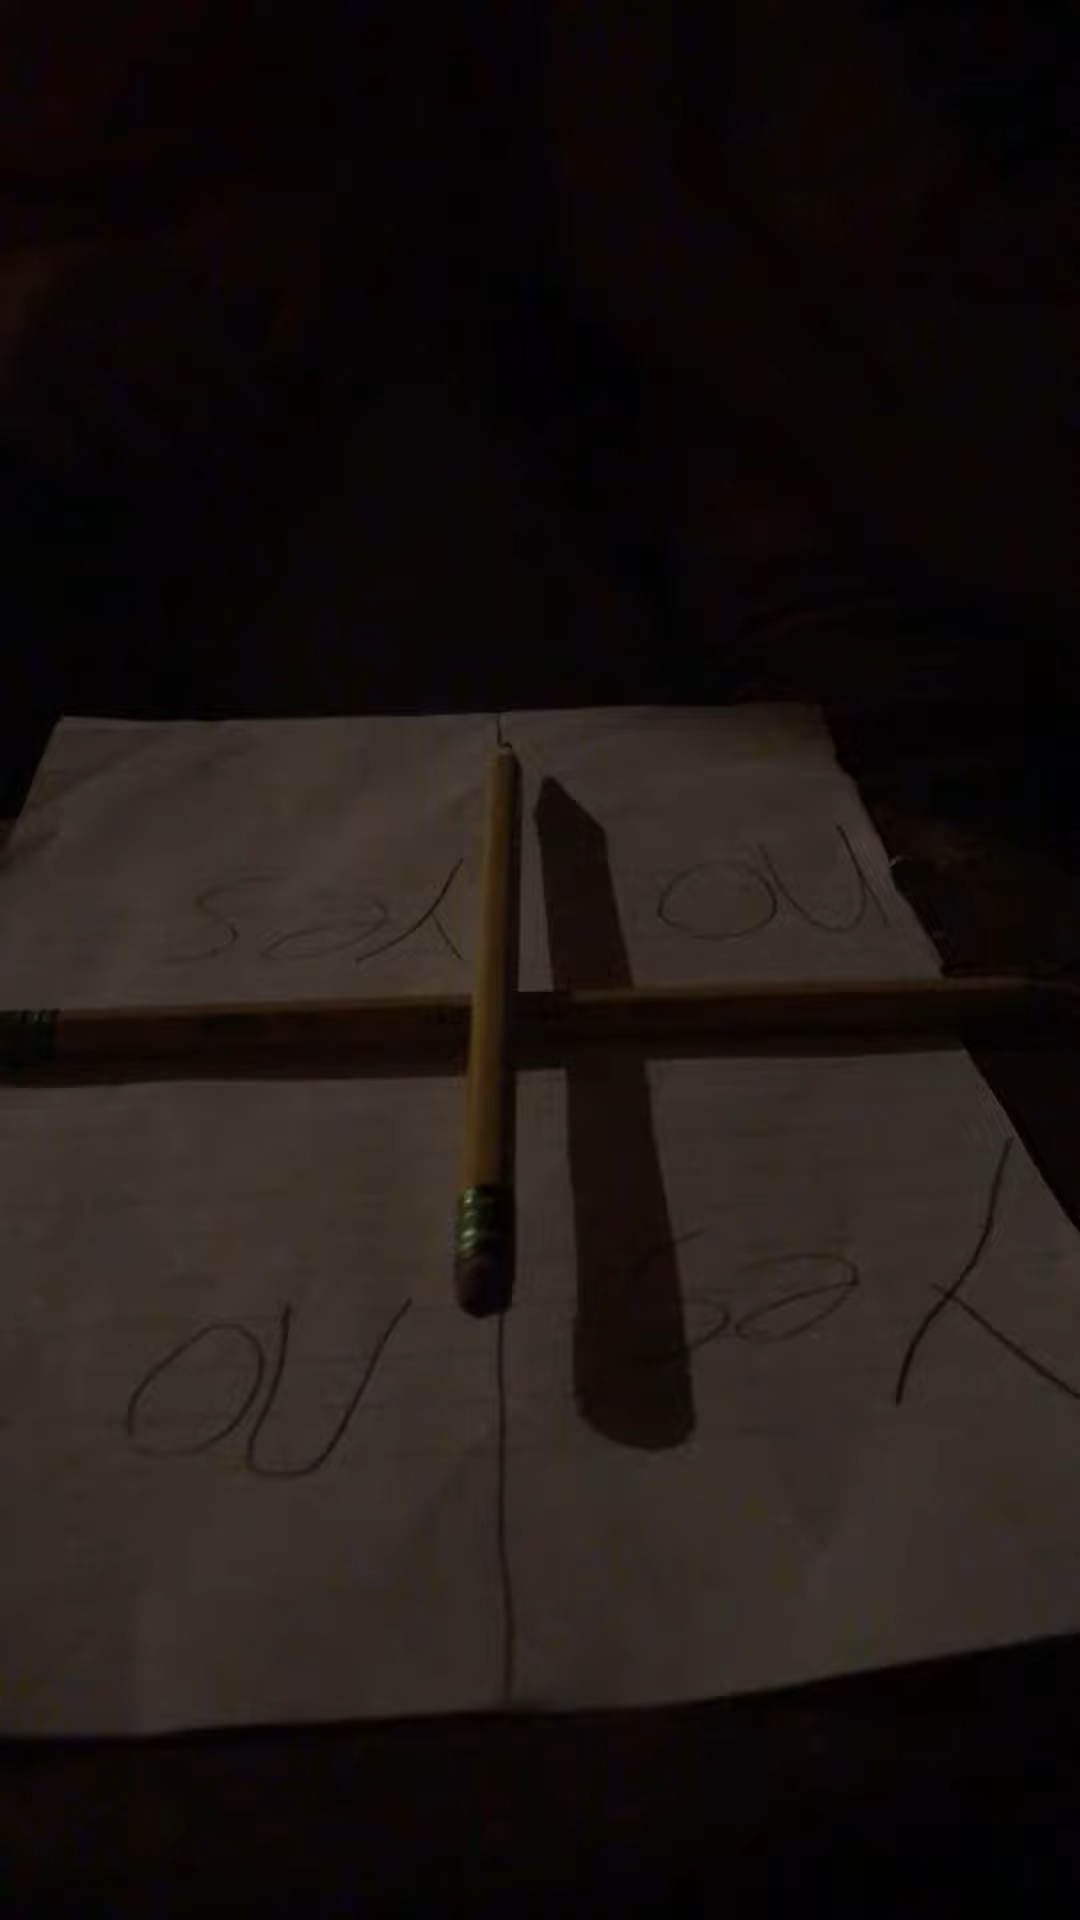 yes no
no yes